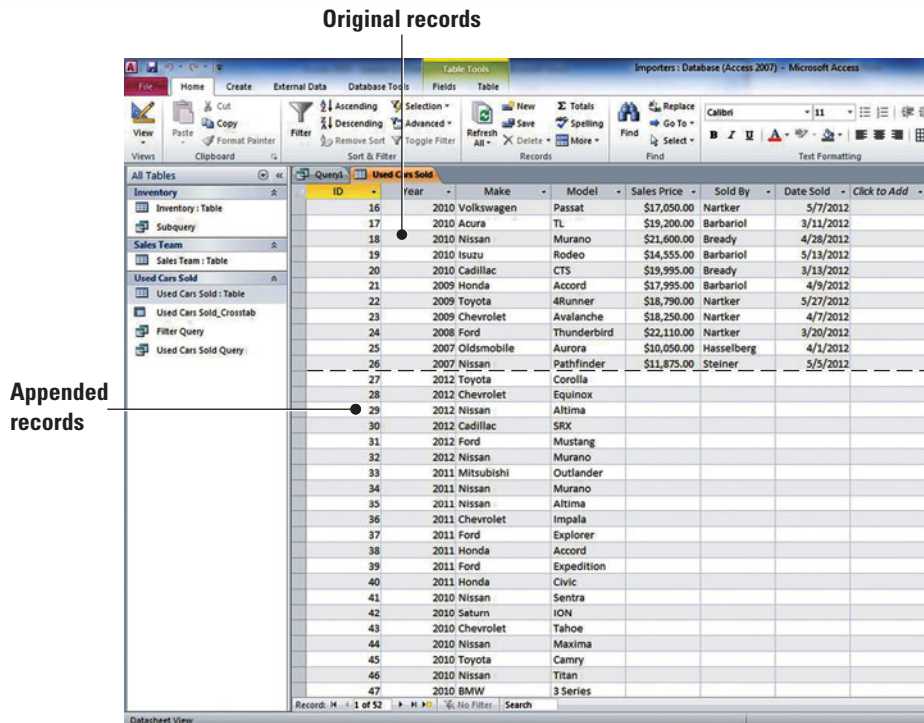 Original records
Table Tools
Importers : Database (Access 2007) - Microsoft Access
File Home Create External Data Database Tools Fields Table
View
Paste
Cut
Copy
Format Painter
Filter
Ascending
Descending
Remove Sort
Selection
Advanced
Toggle Filter
Refresh All
New
Save
Delete
Totals
Spelling
More
Find
Replace
Go To
Select
Calibri 11
B I U A
Views Clipboard Sort & Filter Records Find Text Formatting
All Tables
Inventory
Inventory : Table
Subquery
Sales Team
Sales Team : Table
Used Cars Sold
Used Cars Sold : Table
Used Cars Sold_Crosstab
Filter Query
Used Cars Sold Query
Query1 Used Cars Sold
ID Year Make Model Sales Price Sold By Date Sold Click to Add
16 2010 Volkswagen Passat $17,050.00 Nartker 5/7/2012
17 2010 Acura TL $19,200.00 Barbariol 3/11/2012
18 2010 Nissan Murano $21,600.00 Bready 4/28/2012
19 2010 Isuzu Rodeo $14,555.00 Barbariol 5/13/2012
20 2010 Cadillac CTS $19,995.00 Bready 3/13/2012
21 2009 Honda Accord $17,995.00 Barbariol 4/9/2012
22 2009 Toyota 4Runner $18,790.00 Nartker 5/27/2012
23 2009 Chevrolet Avalanche $18,250.00 Nartker 4/7/2012
24 2008 Ford Thunderbird $22,110.00 Nartker 3/20/2012
25 2007 Oldsmobile Aurora $10,050.00 Hasselberg 4/1/2012
26 2007 Nissan Pathfinder $11,875.00 Steiner 5/5/2012
Appended
records
27 2012 Toyota Corolla
28 2012 Chevrolet Equinox
29 2012 Nissan Altima
30 2012 Cadillac SRX
31 2012 Ford Mustang
32 2012 Nissan Murano
33 2011 Mitsubishi Outlander
34 2011 Nissan Murano
35 2011 Nissan Altima
36 2011 Chevrolet Impala
37 2011 Ford Explorer
38 2011 Honda Accord
39 2011 Ford Expedition
40 2011 Honda Civic
41 2010 Nissan Sentra
42 2010 Saturn ION
43 2010 Chevrolet Tahoe
44 2010 Nissan Maxima
45 2010 Toyota Camry
46 2010 Nissan Titan
47 2010 BMW 3 Series
Record: 1 of 52 No Filter Search
Datasheet View